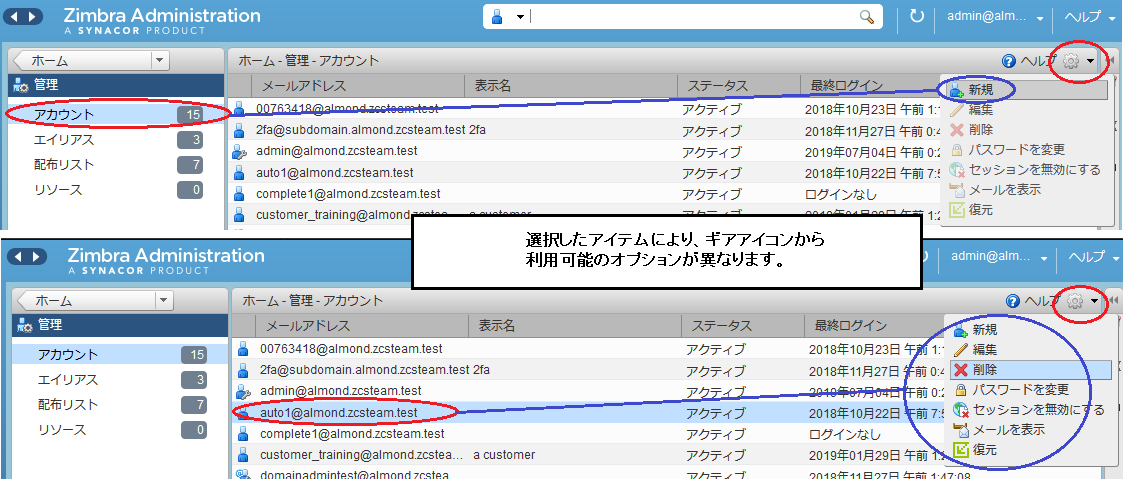 Zimbra Administration
A SYNACOR PRODUCT
admin@alm...
ヘルプ
ホーム
ホーム - 管理 - アカウント
ヘルプ
管理
メールアドレス 表示名 ステータス 最終ログイン
アカウント 15
エイリアス 3
配布リスト 7
リソース 0
00763418@almond.zcsteam.test アクティブ 2018年10月23日 午前
2fa@subdomain.almond.zcsteam.test 2fa アクティブ 2018年11月27日 午前 0:4
admin@almond.zcsteam.test アクティブ 2019年07月04日 午前 0:2
auto1@almond.zcsteam.test アクティブ 2018年10月22日 午前 7:5
complete1@almond.zcsteam.test アクティブ ログインなし
customer_training@almond.zcstea... a customer アクティブ
新規
編集
削除
パスワードを変更
セッションを無効にする
メールを表示
復元
選択したアイテムにより、ギアアイコンから
利用可能のオプションが異なります。
Zimbra Administration
A SYNACOR PRODUCT
admin@alm...
ヘルプ
ホーム
ホーム - 管理 - アカウント
ヘルプ
管理
メールアドレス 表示名 ステータス 最終ログイン
アカウント 15
エイリアス 3
配布リスト 7
リソース 0
00763418@almond.zcsteam.test アクティブ 2018年10月23日 午前
2fa@subdomain.almond.zcsteam.test 2fa アクティブ 2018年11月27日 午前 0:4
admin@almond.zcsteam.test アクティブ 2018年07月04日 午前 0:2
auto1@almond.zcsteam.test アクティブ 2018年10月22日 午前 7:5
complete1@almond.zcsteam.test アクティブ ログインなし
customer_training@almond.zcstea... a customer アクティブ 2019年01月29日 午前 1:2
domainadmintest@almond.zcstea アクティブ 2018年11月27日 午前 1:47:08
新規
編集
削除
パスワードを変更
セッションを無効にする
メールを表示
復元